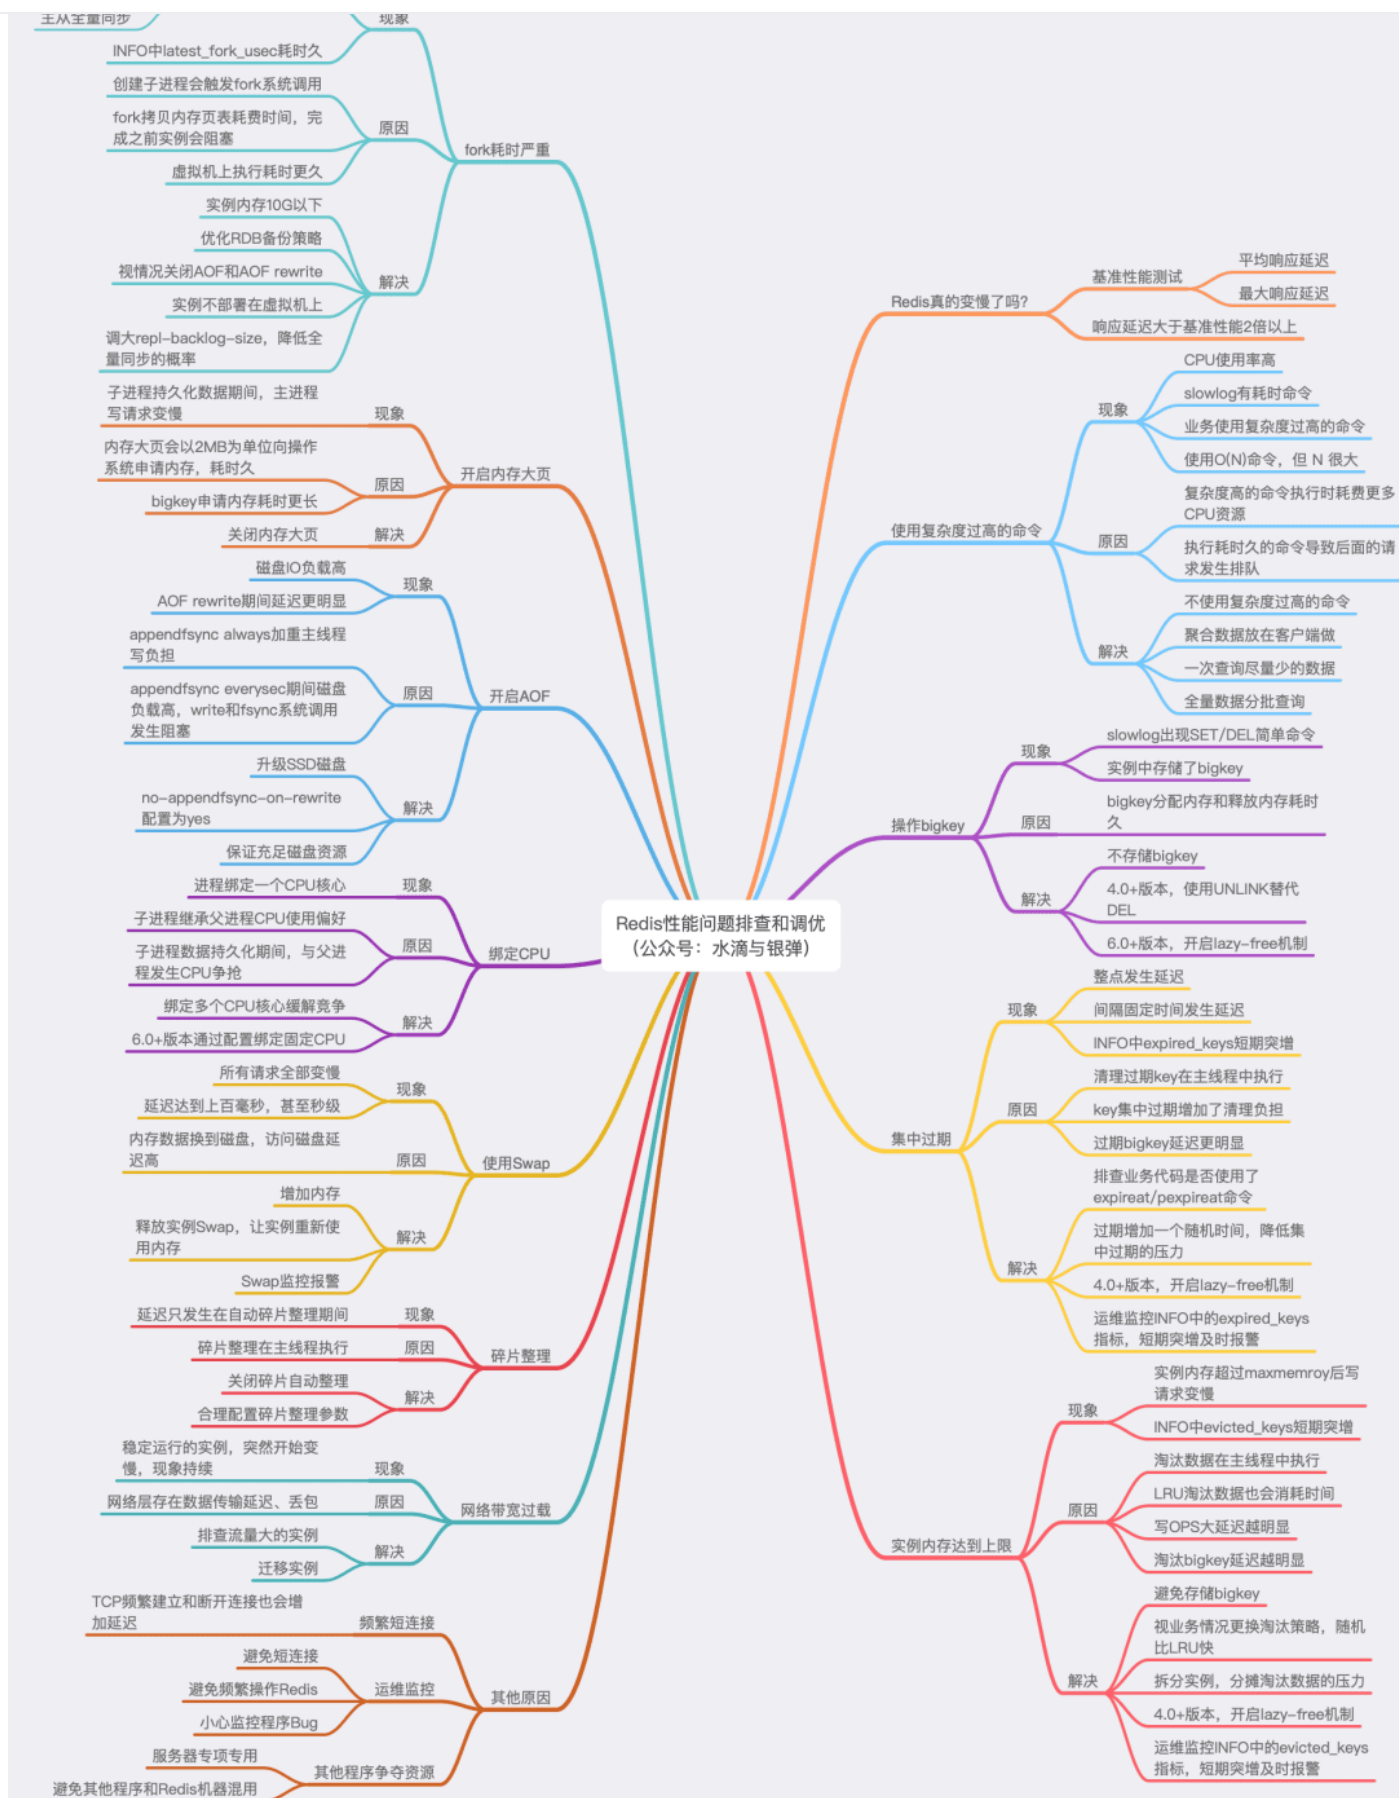 Redis性能问题排查和调优
（公众号：水滴与银弹）
Redis真的变慢了吗?
基准性能测试
平均响应延迟
最大响应延迟
响应延迟大于基准性能2倍以上
使用复杂度过高的命令
现象
CPU使用率高
slowlog有耗时命令
业务使用复杂度过高的命令
使用O(N)命令，但 N 很大
原因
复杂度高的命令执行时耗费更多
CPU资源
执行耗时久的命令导致后面的请
求发生排队
解决
不使用复杂度过高的命令
聚合数据放在客户端做
一次查询尽量少的数据
全量数据分批查询
操作bigkey
现象
slowlog出现SET/DEL简单命令
实例中存储了bigkey
原因
bigkey分配内存和释放内存耗时
久
解决
不存储bigkey
4.0+版本，使用UNLINK替代
DEL
6.0+版本，开启lazy-free机制
集中过期
现象
整点发生延迟
间隔固定时间发生延迟
INFO中expired_keys短期突增
原因
清理过期key在主线程中执行
key集中过期增加了清理负担
过期bigkey延迟更明显
解决
排查业务代码是否使用了
expireat/pexpireat命令
过期增加一个随机时间，降低集
中过期的压力
4.0+版本，开启lazy-free机制
运维监控INFO中的expired_keys
指标，短期突增及时报警
实例内存达到上限
现象
实例内存超过maxmemroy后写
请求变慢
INFO中evicted_keys短期突增
原因
淘汰数据在主线程中执行
LRU淘汰数据也会消耗时间
写OPS大延迟越明显
淘汰bigkey延迟越明显
解决
避免存储bigkey
视业务情况更换淘汰策略，随机
比LRU快
拆分实例，分摊淘汰数据的压力
4.0+版本，开启lazy-free机制
运维监控INFO中的evicted_keys
指标，短期突增及时报警
fork耗时严重
现象
主从全量同步
INFO中latest_fork_usec耗时久
原因
创建子进程会触发fork系统调用
fork拷贝内存页表耗费时间，完
成之前实例会阻塞
虚拟机上执行耗时更久
解决
实例内存10G以下
优化RDB备份策略
视情况关闭AOF和AOF rewrite
实例不部署在虚拟机上
调大repl-backlog-size，降低全
量同步的概率
开启内存大页
现象
子进程持久化数据期间，主进程
写请求变慢
原因
内存大页会以2MB为单位向操作
系统申请内存，耗时久
bigkey申请内存耗时更长
解决
关闭内存大页
开启AOF
现象
磁盘IO负载高
AOF rewrite期间延迟更明显
原因
appendfsync always加重主线程
写负担
appendfsync everysec期间磁盘
负载高，write和fsync系统调用
发生阻塞
解决
升级SSD磁盘
no-appendfsync-on-rewrite
配置为yes
保证充足磁盘资源
绑定CPU
现象
进程绑定一个CPU核心
原因
子进程继承父进程CPU使用偏好
子进程数据持久化期间，与父进
程发生CPU争抢
解决
绑定多个CPU核心缓解竞争
6.0+版本通过配置绑定固定CPU
使用Swap
现象
所有请求全部变慢
延迟达到上百毫秒，甚至秒级
原因
内存数据换到磁盘，访问磁盘延
迟高
解决
增加内存
释放实例Swap，让实例重新使
用内存
Swap监控报警
碎片整理
现象
延迟只发生在自动碎片整理期间
原因
碎片整理在主线程执行
解决
关闭碎片自动整理
合理配置碎片整理参数
网络带宽过载
现象
稳定运行的实例，突然开始变
慢，现象持续
原因
网络层存在数据传输延迟、丢包
解决
排查流量大的实例
迁移实例
其他原因
频繁短连接
TCP频繁建立和断开连接也会增
加延迟
运维监控
避免短连接
避免频繁操作Redis
小心监控程序Bug
其他程序争夺资源
服务器专项专用
避免其他程序和Redis机器混用